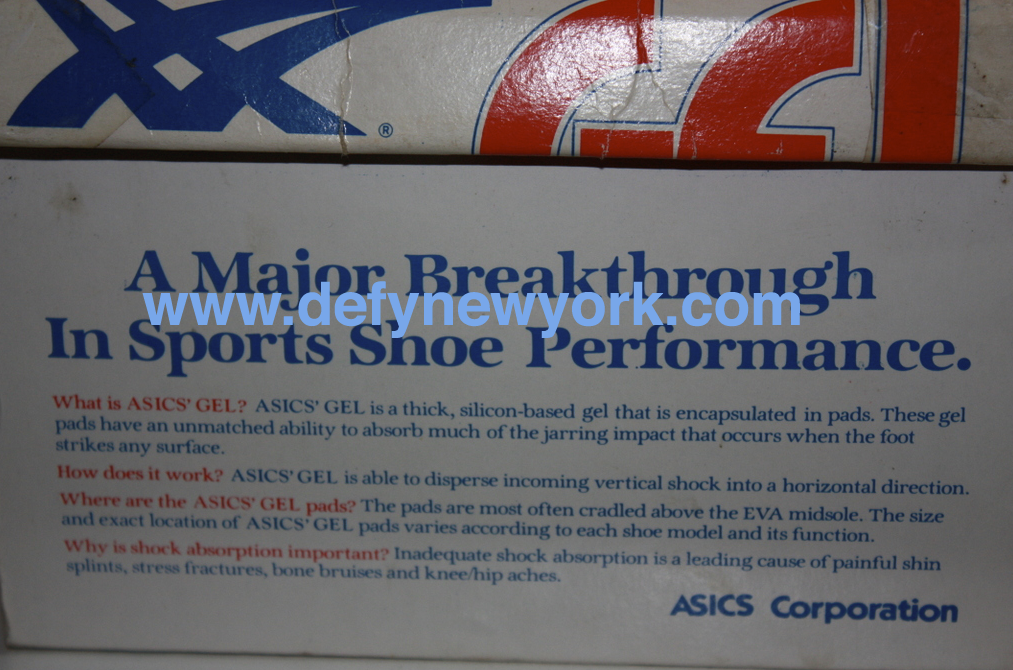 ®
A Major Breakthrough
www.defynewyork.com
In Sports Shoe Performance.
What is ASICS' GEL? ASICS' GEL is a thick, silicon-based gel that is encapsulated in pads. These gel
pads have an unmatched ability to absorb much of the jarring impact that occurs when the foot
strikes any surface.
How does it work? ASICS' GEL is able to disperse incoming vertical shock into a horizontal direction.
Where are the ASICS' GEL pads? The pads are most often cradled above the EVA midsole. The size
and exact location of ASICS' GEL pads varies according to each shoe model and its function.
Why is shock absorption important? Inadequate shock absorption is a leading cause of painful shin
splints, stress fractures, bone bruises and knee/hip aches.
ASICS Corporation